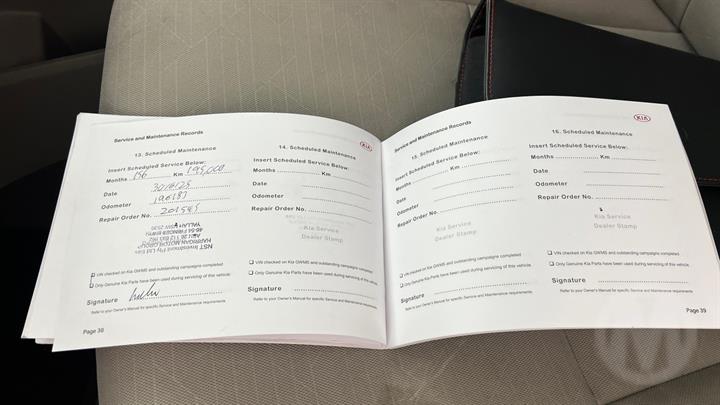 Service and Maintenance Records
13. Scheduled Maintenance
Insert Scheduled Service Below:
Months 156 Km 195,000
Date
Odometer
Repair Order No.
NST Investment Pty Ltd
HARRIGAN MOTOR GROUP
YALLAH NSW 2530
VIN checked on Kia GWMS and outstanding campaigns completed
Only Genuine Kia Parts have been used during servicing of this vehicle.
Signature
Refer to your Owner's Manual for specific Service and Maintenance requirements
Page 38
KIA
14. Scheduled Maintenance
Insert Scheduled Service Below:
Months Km
Date
Odometer
Repair Order No.
VIN checked on Kia GWMS and outstanding campaigns completed
Only Genuine Kia Parts have been used during servicing of this vehicle.
Signature
Refer to your Owner's Manual for specific Service and Maintenance requirements
Service and Maintenance Records
15. Scheduled Maintenance
Insert Scheduled Service Below:
Months Km
Date
Odometer
Repair Order No.
Kia Service
Dealer Stamp
VIN checked on Kia GWMS and outstanding campaigns completed
Only Genuine Kia Parts have been used during servicing of this vehicle.
Signature
Refer to your Owner's Manual for specific Service and Maintenance requirements
KIA
16. Scheduled Maintenance
Insert Scheduled Service Below:
Months Km
Date
Odometer
Repair Order No.
Kia Service
Dealer Stamp
VIN checked on Kia GWMS and outstanding campaigns completed
Only Genuine Kia Parts have been used during servicing of this vehicle.
Signature
Refer to your Owner's Manual for specific Service and Maintenance requirements
Page 39